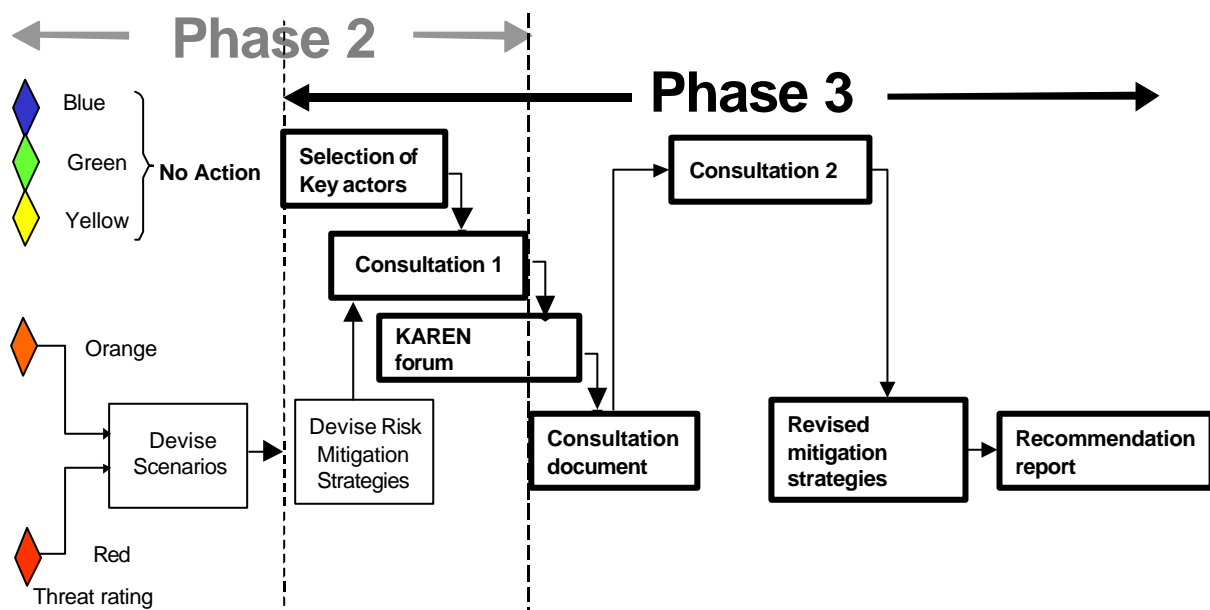 Phase 2
Phase 3
Blue
Green
Yellow
No Action
Selection of
Key actors
Consultation 2
Consultation 1
KAREN
forum
Orange
Devise
Scenarios
Devise Risk
Mitigation
Strategies
Consultation
document
Revised
mitigation
strategies
Recommendation
report
Red
Threat rating